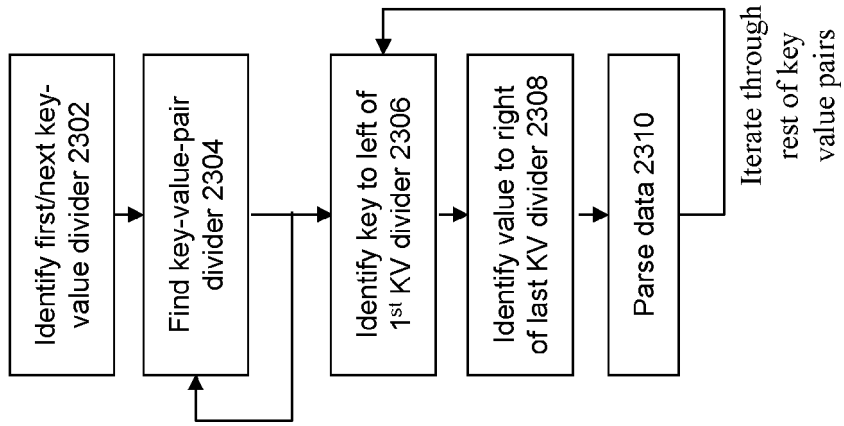 Identify first/next key-
value divider 2302
Find key-value-pair
divider 2304
Identify key to left of
1st KV divider 2306
Identify value to right
of last KV divider 2308
Parse data 2310
Iterate through
rest of key
value pairs